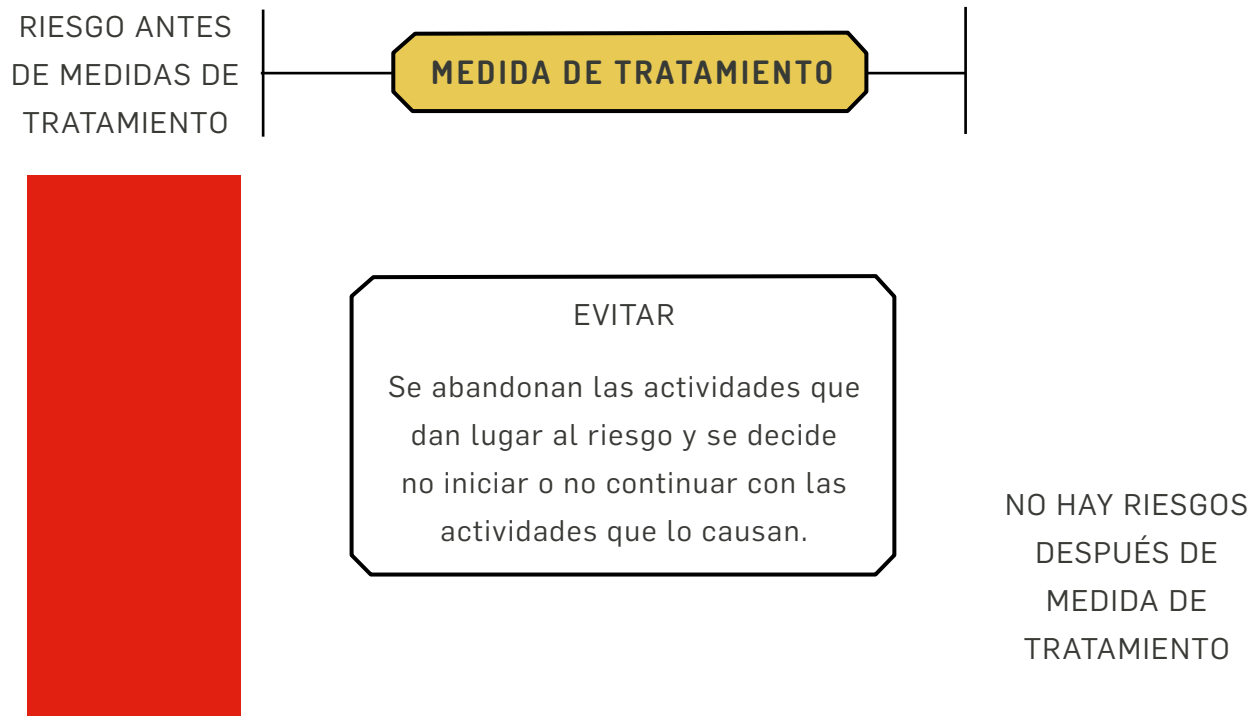 RIESGO ANTES
DE MEDIDAS DE
TRATAMIENTO
MEDIDA DE TRATAMIENTO
EVITAR
Se abandonan las actividades que
dan lugar al riesgo y se decide
no iniciar o no continuar con las
actividades que lo causan.
NO HAY RIESGOS
DESPUÉS DE
MEDIDA DE
TRATAMIENTO